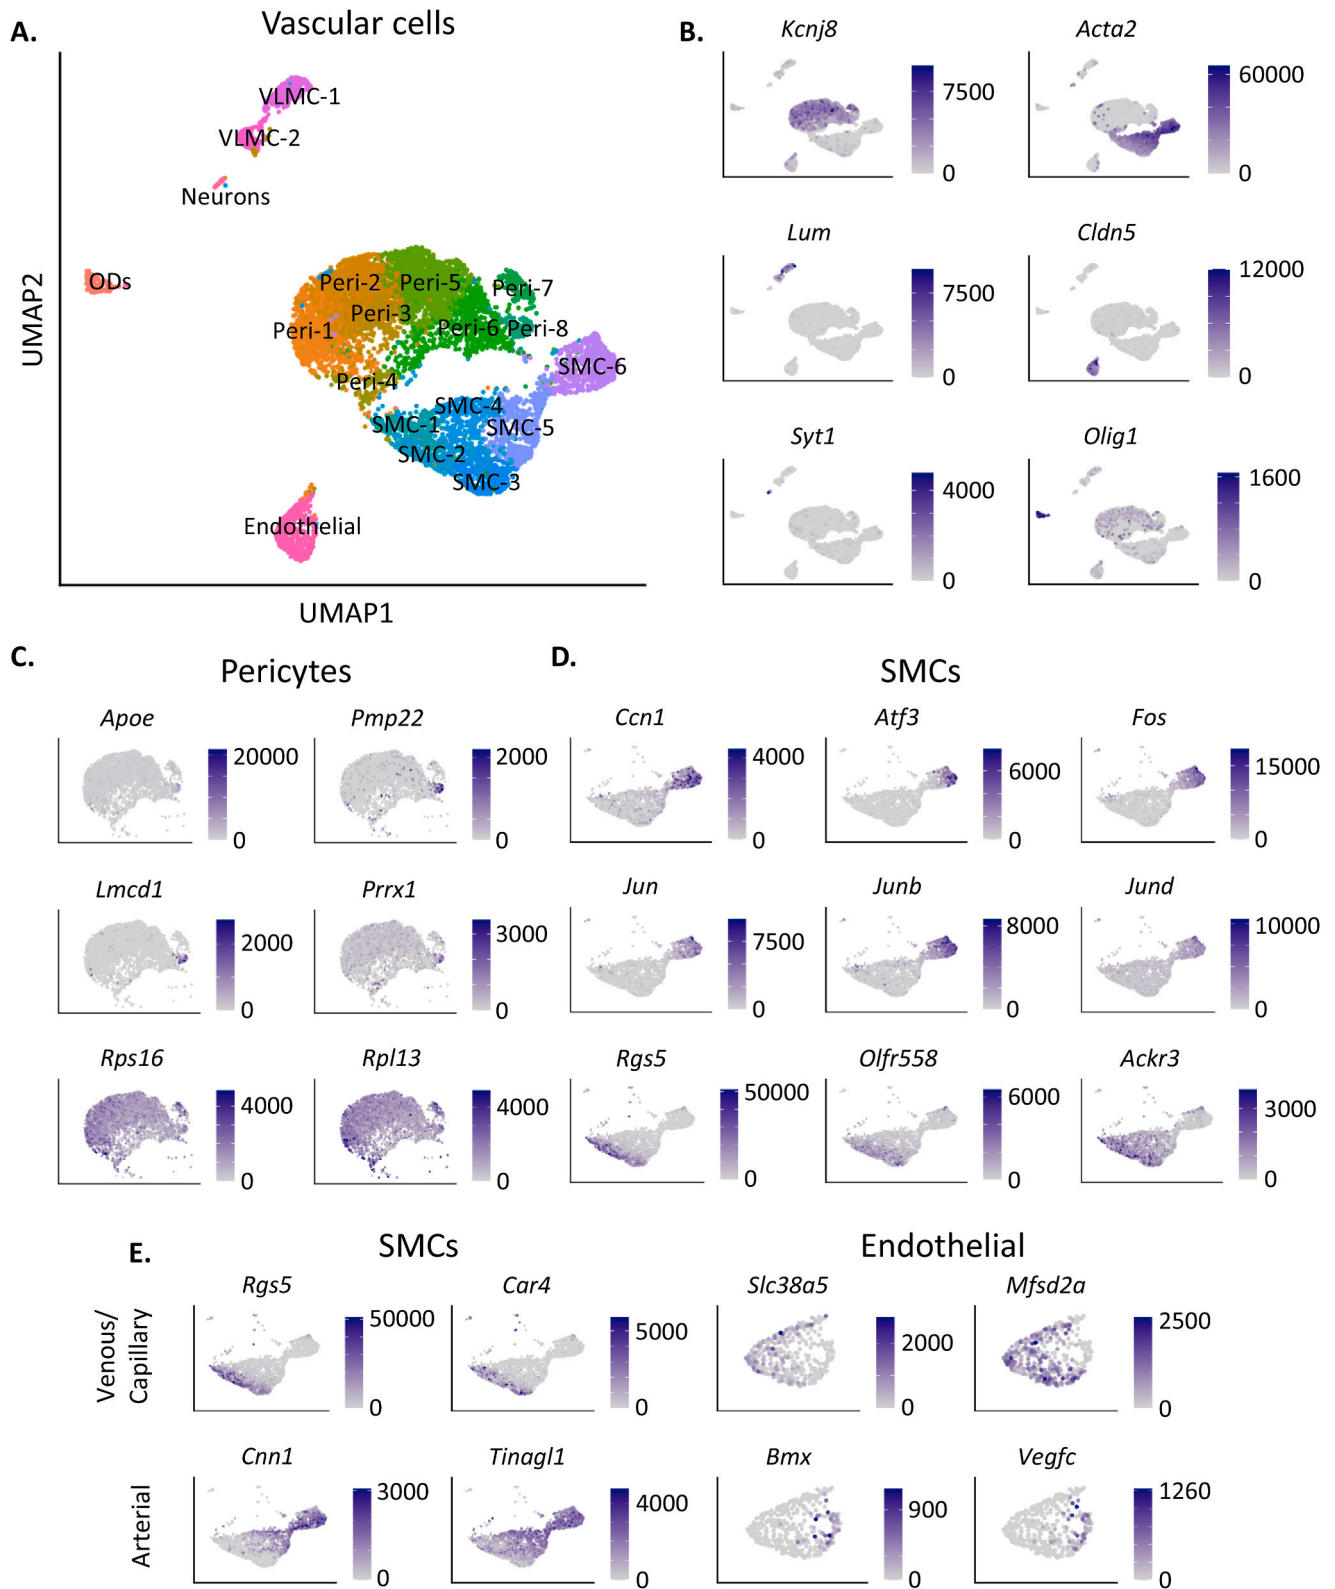 A.
Vascular cells
VLMC-1
VLMC-2
Neurons
ODs
Peri-2
Peri-5
Peri-7
Peri-3
Peri-1
Peri-6
Peri-8
SMC-6
Peri-4
SMC-4
SMC-1
SMC-5
SMC-2
SMC-3
Endothelial
UMAP2
UMAP1
B.
Kcnj8
7500
0
Acta2
60000
0
Lum
7500
0
Cldn5
12000
0
Syt1
4000
0
Olig1
1600
0
C.
Pericytes
Apoe
20000
0
Pmp22
2000
0
Lmcd1
2000
0
Prrx1
3000
0
Rps16
4000
0
Rpl13
4000
0
D.
SMCs
Ccn1
4000
0
Atf3
6000
0
Fos
15000
0
Jun
7500
0
Junb
8000
0
Jund
10000
0
Rgs5
50000
0
Olfr558
6000
0
Ackr3
3000
0
E.
SMCs
Endothelial
Venous/
Capillary
Rgs5
50000
0
Car4
5000
0
Slc38a5
2000
0
Mfsd2a
2500
0
Arterial
Cnn1
3000
0
Tinagl1
4000
0
Bmx
900
0
Vegfc
1260
0